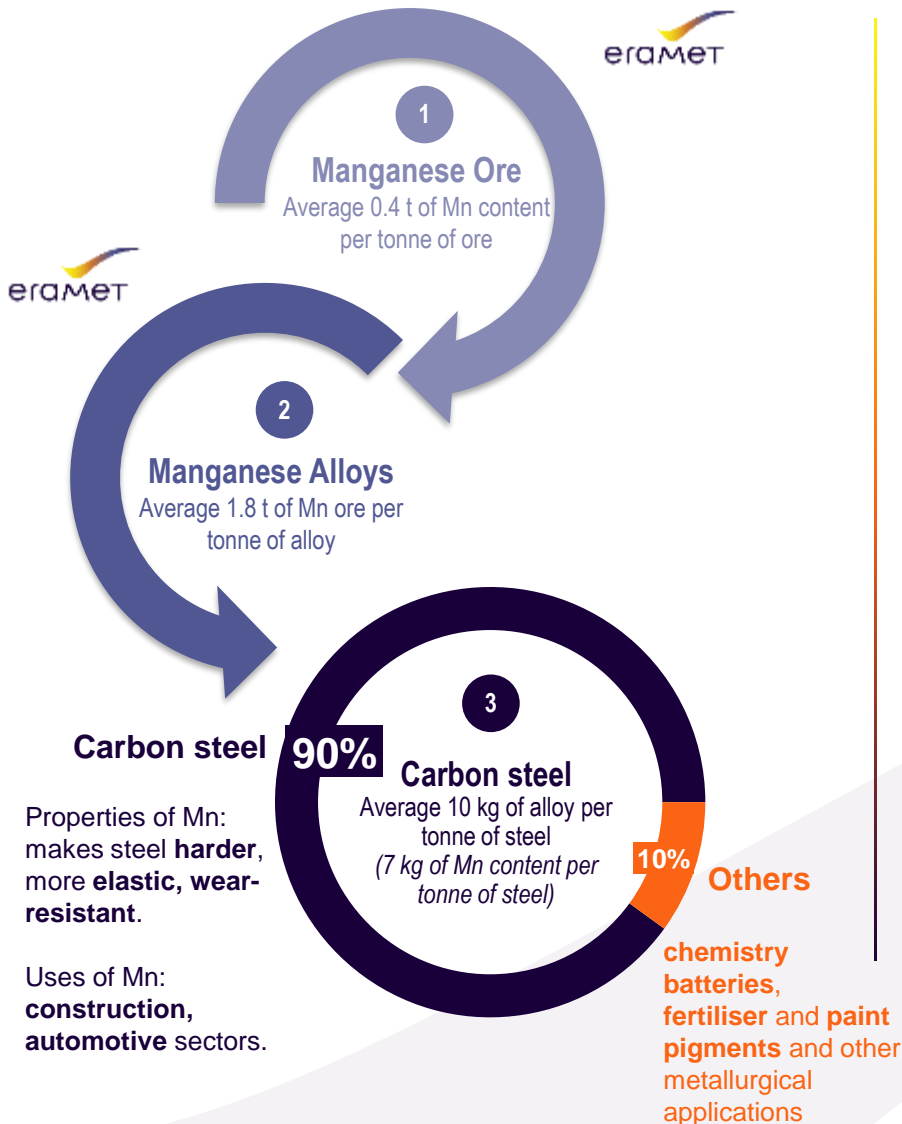 eramet
1
Manganese Ore
Average 0.4 t of Mn content
per tonne of ore
eramet
2
Manganese Alloys
Average 1.8 t of Mn ore per
tonne of alloy
3
Carbon steel
Average 10 kg of alloy per
tonne of steel
(7 kg of Mn content per
tonne of steel)
Carbon steel
90%
Properties of Mn:
makes steel harder,
more elastic, wear-
resistant.
Uses of Mn:
construction,
automotive sectors.
10%
Others
chemistry
batteries,
fertiliser and paint
pigments and other
metallurgical
applications